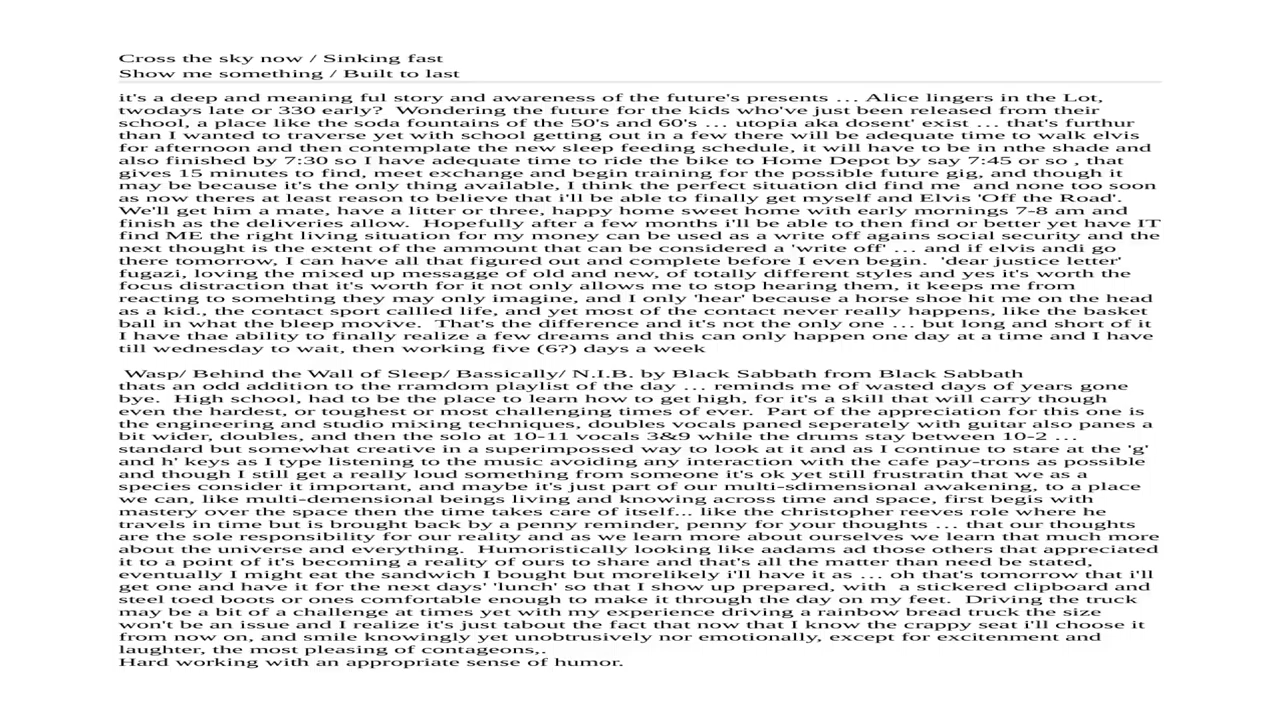 Cross the sky now / Sinking fast
Show me something / Built to last
it's a deep and meaning ful story and awareness of the future's presents ... Alice lingers in the Lot,
twodays late or 330 early?  Wondering the future for the kids who've just been released from their
school, a place like the soda fountains of the 50's and 60's ... utopia aka dosent' exist ... that's furthur
than I wanted to traverse yet with school getting out in a few there will be adequate time to walk elvis
for afternoon and then contemplate the new sleep feeding schedule, it will have to be in nthe shade and
also finished by 7:30 so I have adequate time to ride the bike to Home Depot by say 7:45 or so , that
gives 15 minutes to find, meet exchange and begin training for the possible future gig, and though it
may be because it's the only thing available, I think the perfect situation did find me  and none too soon
as now theres at least reason to believe that i'll be able to finally get myself and Elvis 'Off the Road'.
We'll get him a mate, have a litter or three, happy home sweet home with early mornings 7-8 am and
finish as the deliveries allow.  Hopefully after a few months i'll be able to then find or better yet have IT
find ME the right living situation for my money can be used as a write off agains social security and the
next thought is the extent of the ammount that can be considered a 'write off' ... and if elvis andi go
there tomorrow, I can have all that figured out and complete before I even begin.  'dear justice letter'
fugazi, loving the mixed up messagge of old and new, of totally different styles and yes it's worth the
focus distraction that it's worth for it not only allows me to stop hearing them, it keeps me from
reacting to somehting they may only imagine, and I only 'hear' because a horse shoe hit me on the head
as a kid., the contact sport callled life, and yet most of the contact never really happens, like the basket
ball in what the bleep movive.  That's the difference and it's not the only one ... but long and short of it
I have thae ability to finally realize a few dreams and this can only happen one day at a time and I have
till wednesday to wait, then working five (6?) days a week
Wasp/ Behind the Wall of Sleep/ Bassically/ N.I.B. by Black Sabbath from Black Sabbath
thats an odd addition to the rramdom playlist of the day ... reminds me of wasted days of years gone
bye.  High school, had to be the place to learn how to get high, for it's a skill that will carry though
even the hardest, or toughest or most challenging times of ever.  Part of the appreciation for this one is
the engineering and studio mixing techniques, doubles vocals paned seperately with guitar also panes a
bit wider, doubles, and then the solo at 10-11 vocals 3&9 while the drums stay between 10-2 ...
standard but somewhat creative in a superimpossed way to look at it and as I continue to stare at the 'g'
and h' keys as I type listening to the music avoiding any interaction with the cafe pay-trons as possible
and though I still get a really loud something from someone it's ok yet still frustratin that we as a
species consider it important, and maybe it's just part of our multi-sdimensional awakening, to a place
we can, like multi-demensional beings living and knowing across time and space, first begin with
mastery over the space then the time takes care of itself... like the christopher reeves role where he
travels in time but is brought back by a penny reminder, penny for your thoughts ... that our thoughts
are the sole responsibility for our reality and as we learn more about ourselves we learn that much more
about the universe and everything.  Humoristically looking like aadams ad those others that appreciated
it to a point of it's becoming a reality of ours to share and that's all the matter than need be stated,
eventually I might eat the sandwich I bought but morelikely i'll have it as ... oh that's tomorrow that i'll
get one and have it for the next days' 'lunch' so that I show up prepared, with  a stickered clipboard and
steel toed boots or ones comfortable enough to make it through the day on my feet.  Driving the truck
may be a bit of a challenge at times yet with my experience driving a rainbow bread truck the size
won't be an issue and I realize it's just tabout the fact that now that I know the crappy seat i'll choose it
from now on, and smile knowingly yet unobtrusively nor emotionally, except for excitenment and
laughter, the most pleasing of contageons,.
Hard working with an appropriate sense of humor.